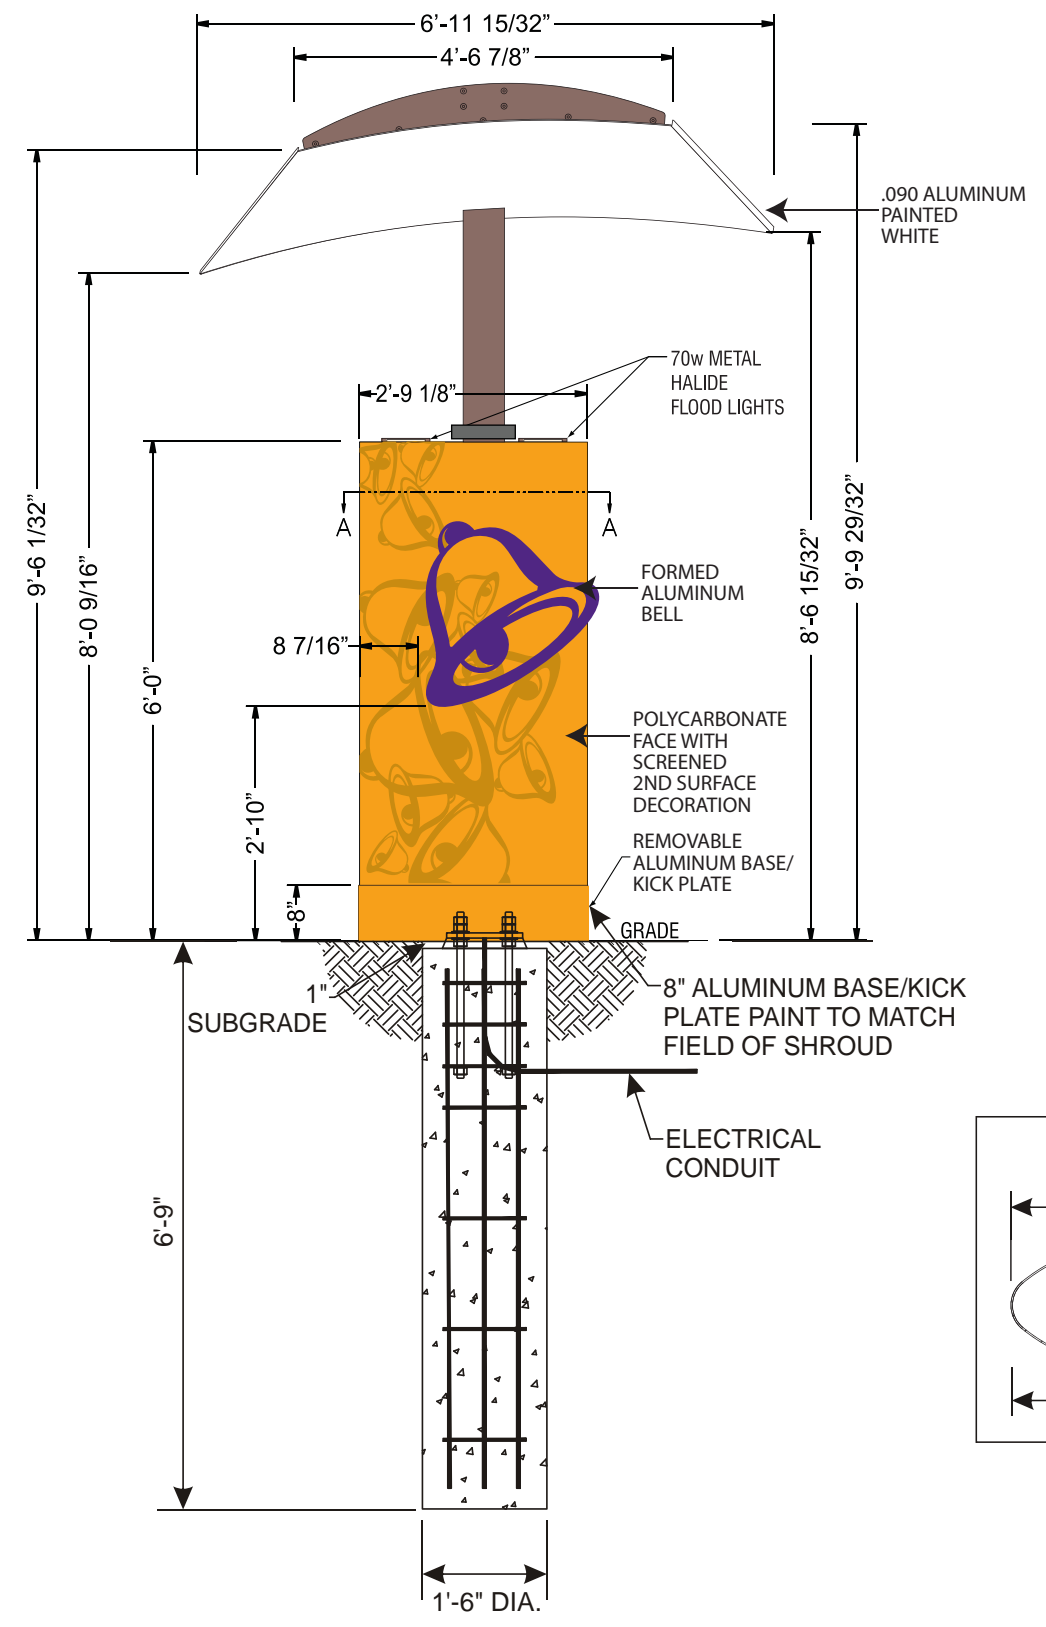 6’-11 15/32”
4’-6 7/8”
.090 ALUMINUM
PAINTED
WHITE
70w METAL
HALIDE
FLOOD LIGHTS
2’-9 1/8”
9’-6 1/32”
8’-0 9/16”
6’-0”
A
A
8’-6 15/32”
9’-9 29/32”
FORMED
ALUMINUM
BELL
8 7/16”
2’-10”
POLYCARBONATE
FACE WITH
SCREENED
2ND SURFACE
DECORATION
REMOVABLE
ALUMINUM BASE/
KICK PLATE
8”
GRADE
1"
SUBGRADE
8" ALUMINUM BASE/KICK
PLATE PAINT TO MATCH
FIELD OF SHROUD
ELECTRICAL
CONDUIT
6'-9"
1'-6" DIA.